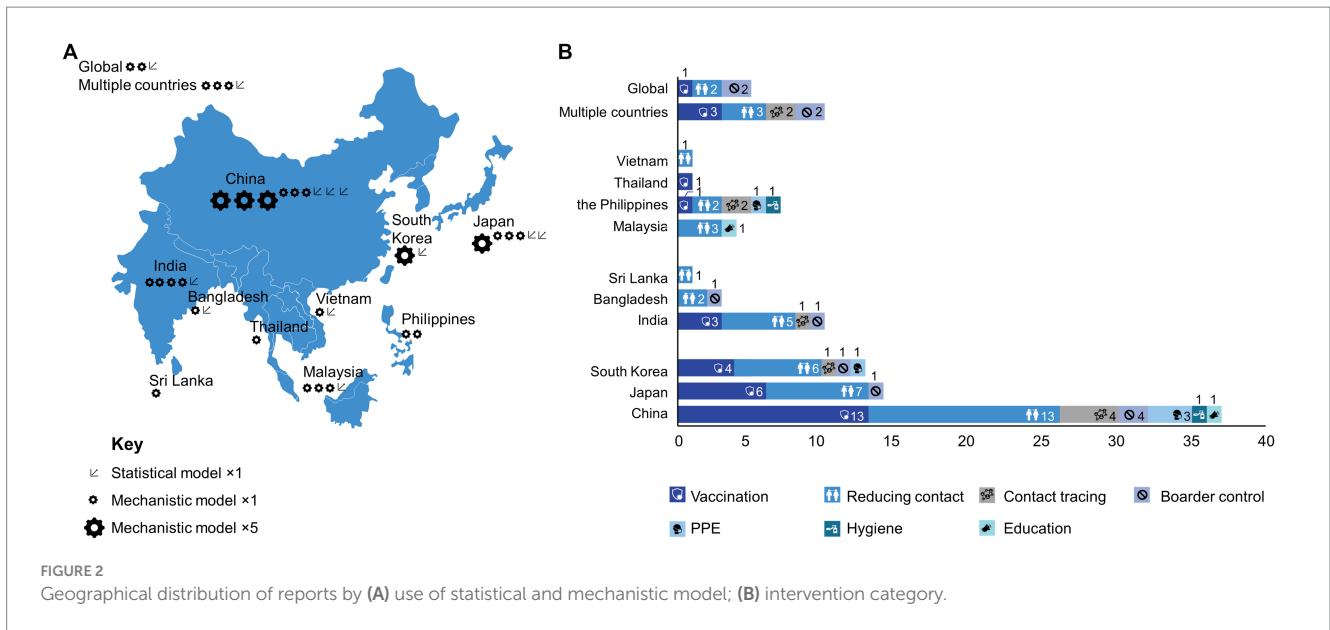 A
Global
Multiple countries
China
South
Korea
Japan
India
Bangladesh
Vietnam
Thailand
Philippines
Sri Lanka
Malaysia
Key
Statistical model ×1
Mechanistic model ×1
Mechanistic model ×5
B
1
Global 2 2
Multiple countries 3 3 2 2
1
Vietnam
Thailand 1
1 1 1
the Philippines 2 2
Malaysia 3 1
Sri Lanka 1
1
Bangladesh 2
1 1
India 3 5
1 1 1
South Korea 4 6
1
Japan 6 7
1 1
China 13 13 4 4 3
0 5 10 15 20 25 30 35 40
Vaccination Reducing contact Contact tracing Boarder control
PPE Hygiene Education
FIGURE 2
Geographical distribution of reports by (A) use of statistical and mechanistic model; (B) intervention category.